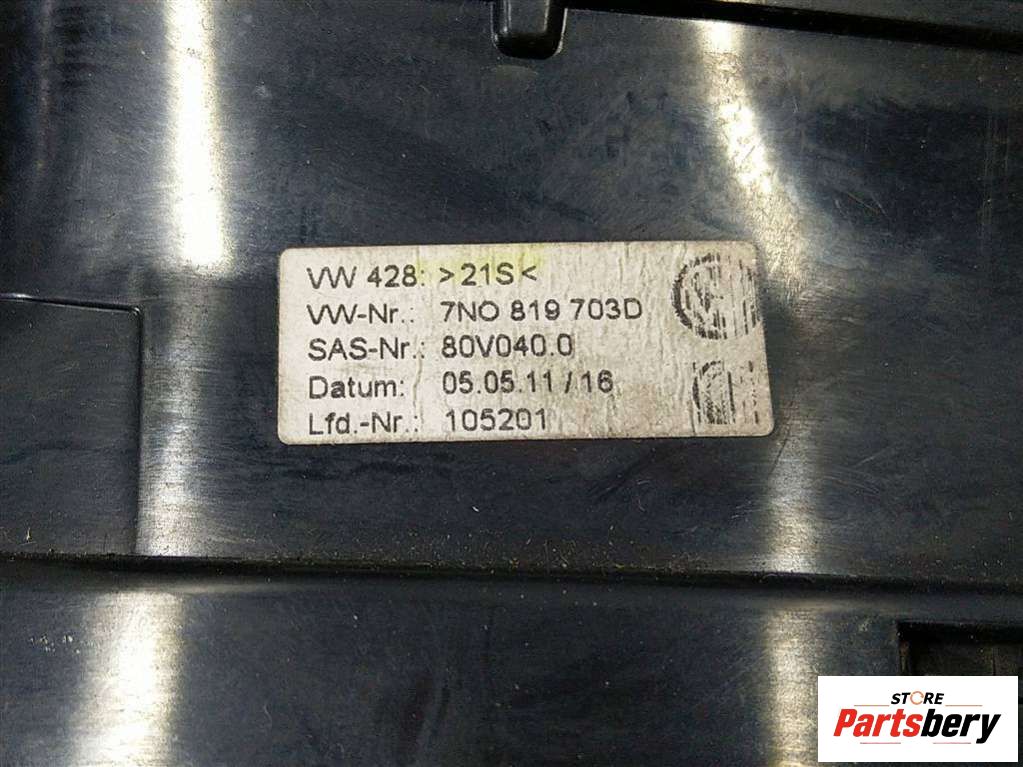 VW 428: >21S<
VW-Nr.: 7NO 819 703D
SAS-Nr.: 80V040.0
Datum: 05.05.11/16
Lfd.-Nr.: 105201
STORE
Partsbery